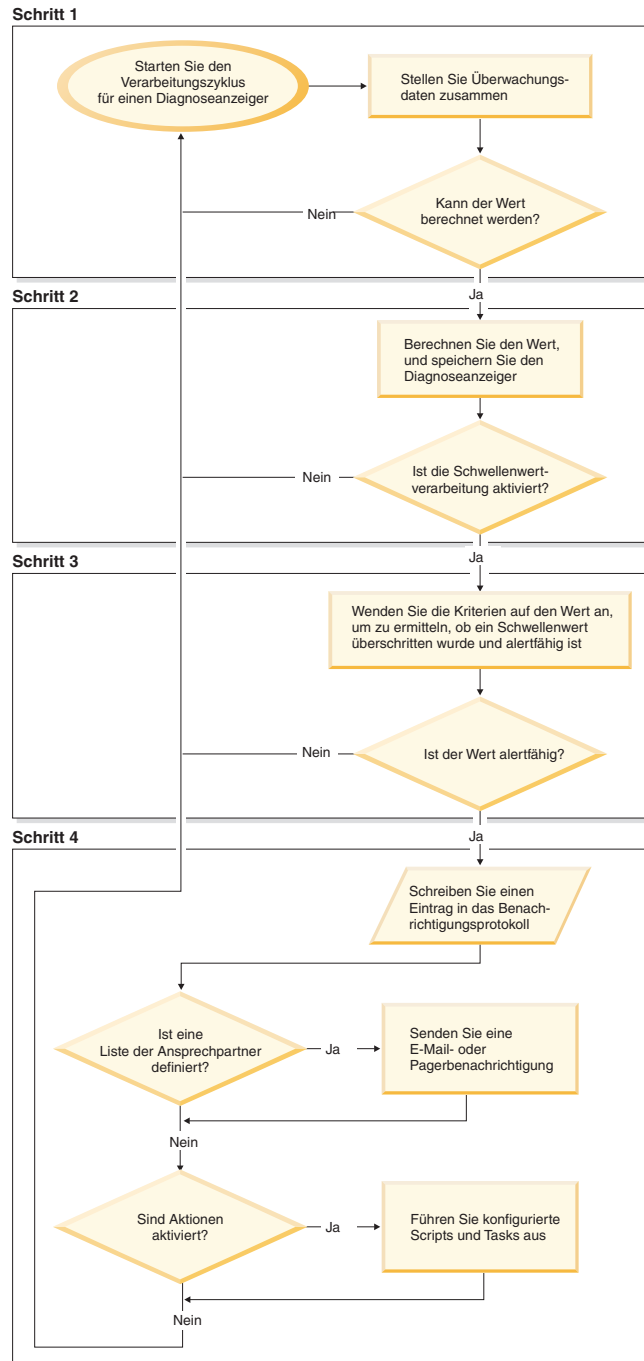 Schritt 1
Starten Sie den
Verarbeitungszyklus
für einen Diagnoseanzeiger
Stellen Sie Überwachungs-
daten zusammen
Kann der Wert
berechnet werden?
Nein
Ja
Schritt 2
Berechnen Sie den Wert,
und speichern Sie den
Diagnoseanzeiger
Ist die Schwellenwert-
verarbeitung aktiviert?
Nein
Ja
Schritt 3
Wenden Sie die Kriterien auf den Wert an,
um zu ermitteln, ob ein Schwellenwert
überschritten wurde und alertfähig ist
Ist der Wert alertfähig?
Nein
Ja
Schritt 4
Schreiben Sie einen
Eintrag in das Benach-
richtigungsprotokoll
Ist eine
Liste der Ansprechpartner
definiert?
Ja
Senden Sie eine
E-Mail- oder
Pagerbenachrichtigung
Nein
Sind Aktionen
aktiviert?
Ja
Führen Sie konfigurierte
Scripts und Tasks aus
Nein